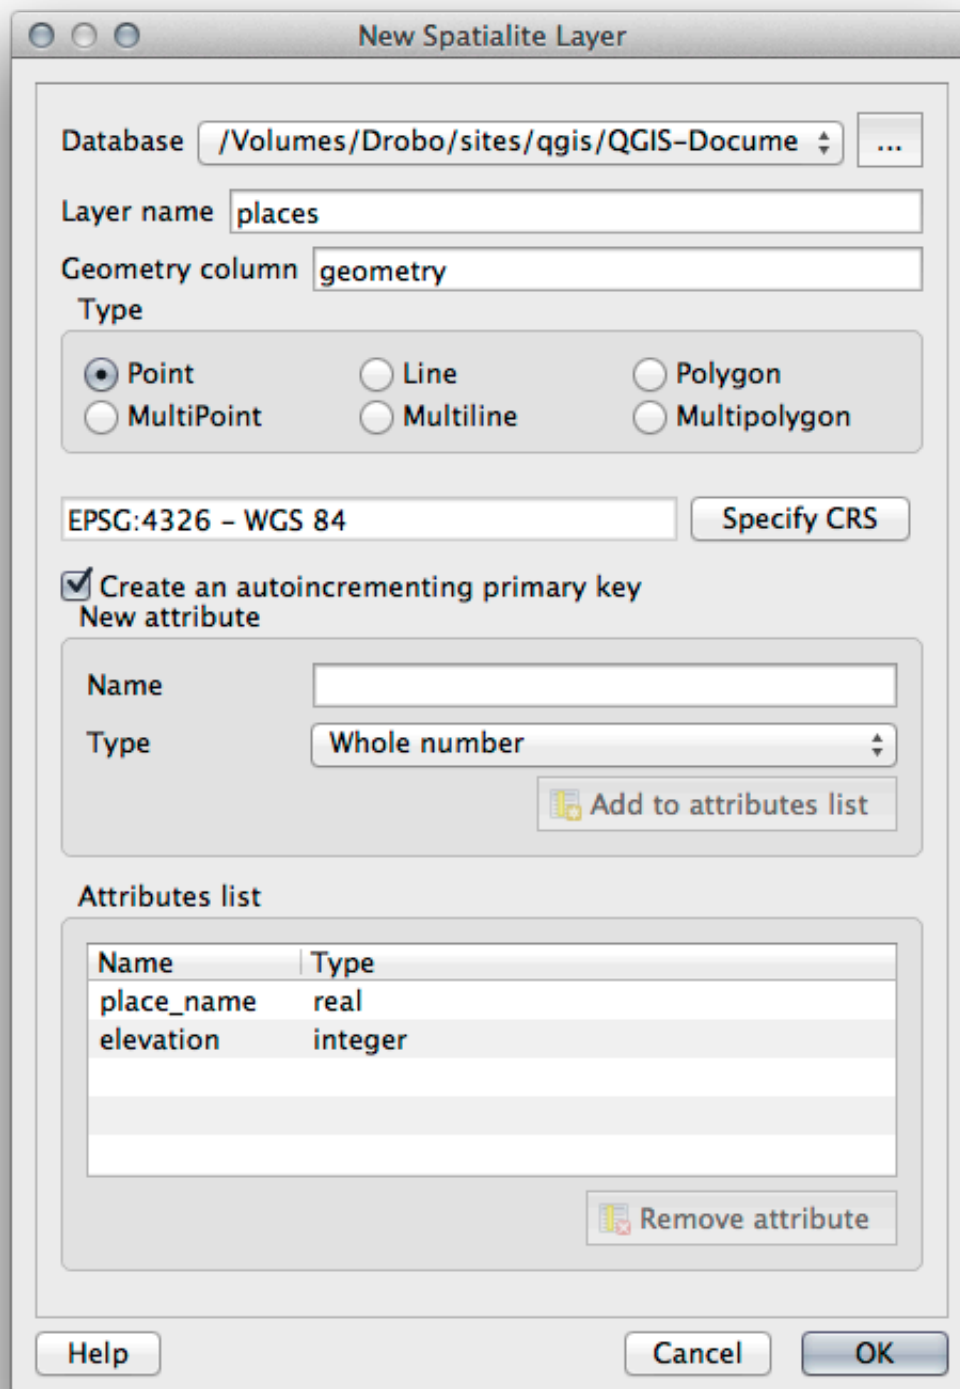 New Spatialite Layer
Database /Volumes/Drobo/sites/qgis/QGIS-Docume ...
Layer name places
Geometry column geometry
Type
Point Line Polygon
MultiPoint Multiline Multipolygon
EPSG:4326 – WGS 84 Specify CRS
Create an autoincrementing primary key
New attribute
Name
Type Whole number
Add to attributes list
Attributes list
Name Type
place_name real
elevation integer
Remove attribute
Help Cancel OK